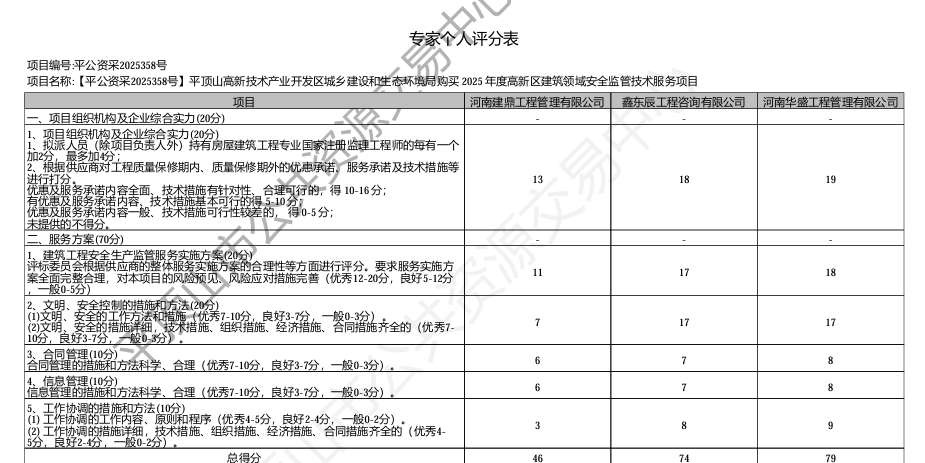 专家个人评分表
项目编号:平公资采2025358号
项目名称:【平公资采2025358号】平顶山高新技术产业开发区城乡建设和生态环境局购买 2025 年度高新区建筑领域安全监管技术服务项目
项目 河南建鼎工程管理有限公司 鑫东辰工程咨询有限公司 河南华盛工程管理有限公司
一、项目组织机构及企业综合实力(20分) - - -
1、项目组织机构及企业综合实力(20分)
1、拟派人员（除项目负责人外）持有房屋建筑工程专业国家注册监理工程师的每有一个
加2分，最多加4分；
2、根据供应商对工程质量保修期内、质量保修期外的优惠承诺、服务承诺及技术措施等
进行打分。
优惠及服务承诺内容全面、技术措施有针对性、合理可行的，得 10-16 分；
有优惠及服务承诺内容、技术措施基本可行的得 5-10 分；
优惠及服务承诺内容一般、技术措施可行性较差的， 得 0-5 分；
未提供的不得分。
13 18 19
二、服务方案(70分) - - -
1、建筑工程安全生产监管服务实施方案(20分)
评标委员会根据供应商的整体服务实施方案的合理性等方面进行评分。要求服务实施方
案全面完整合理，对本项目的风险预见、风险应对措施完善（优秀12-20分，良好5-12分
，一般0-5分）
11 17 18
2、文明、安全控制的措施和方法(20分)
(1)文明、安全的工作方法和措施（优秀7-10分，良好3-7分，一般0-3分）。
(2)文明、安全的措施详细，技术措施、组织措施、经济措施、合同措施齐全的（优秀7-
10分，良好3-7分，一般0-3分）。
7 17 17
3、合同管理(10分)
合同管理的措施和方法科学、合理（优秀7-10分，良好3-7分，一般0-3分）。
6 7 8
4、信息管理(10分)
信息管理的措施和方法科学、合理（优秀7-10分，良好3-7分，一般0-3分）。
6 7 8
5、工作协调的措施和方法(10分)
(1) 工作协调的工作内容、原则和程序（优秀4-5分，良好2-4分，一般0-2分）。
(2) 工作协调的措施详细，技术措施、组织措施、经济措施、合同措施齐全的（优秀4-
5分，良好2-4分，一般0-2分）。
3 8 9
总得分 46 74 79
平顶山市公共资源交易中心
平顶山市公共资源交易中心